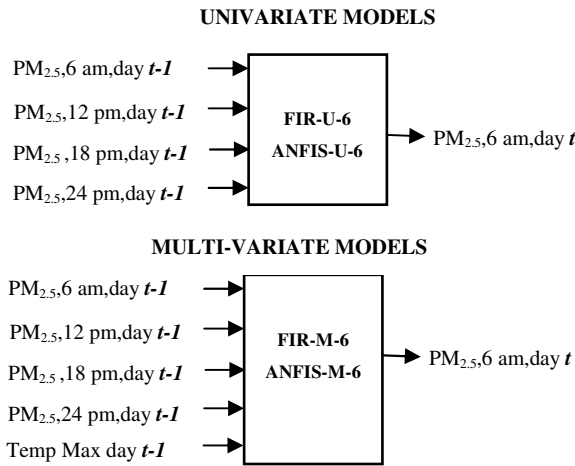 UNIVARIATE MODELS
PM2.5,6 am,day t-1
PM2.5,12 pm,day t-1
PM2.5 ,18 pm,day t-1
PM2.5,24 pm,day t-1
FIR-U-6
ANFIS-U-6
PM2.5,6 am,day t
MULTI-VARIATE MODELS
PM2.5,6 am,day t-1
PM2.5,12 pm,day t-1
PM2.5 ,18 pm,day t-1
PM2.5,24 pm,day t-1
Temp Max day t-1
FIR-M-6
ANFIS-M-6
PM2.5,6 am,day t